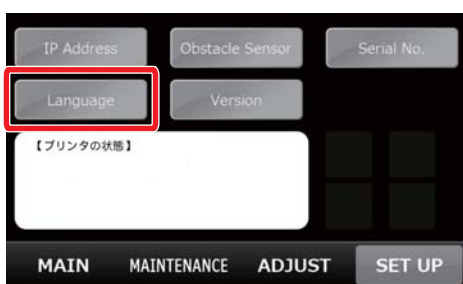 IP Address Obstacle Sensor Serial No.
Language Version
【プリンタの状態】
MAIN MAINTENANCE ADJUST SET UP